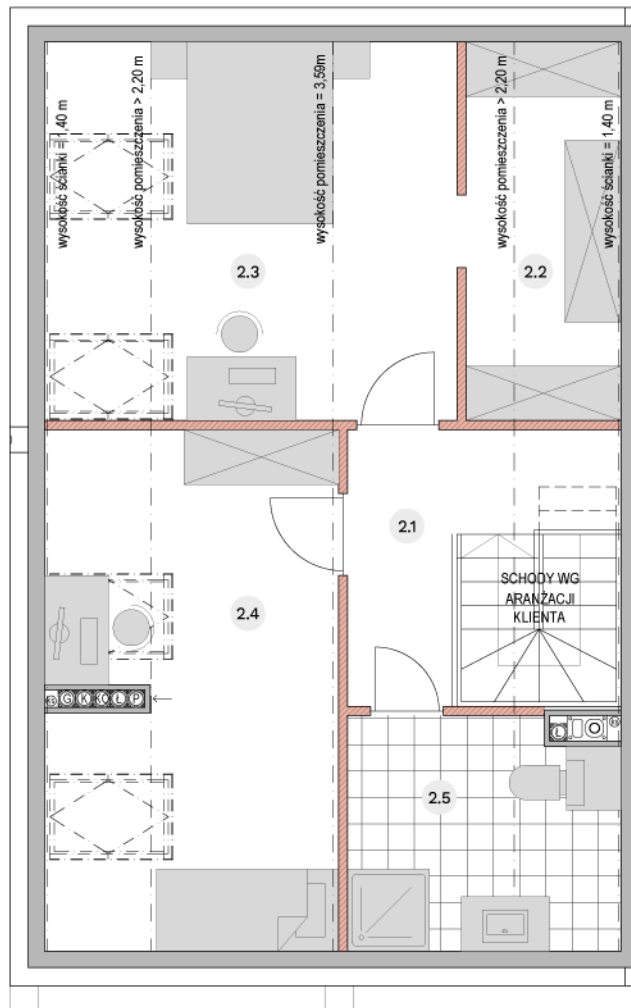 wysokość ścianki = 1,40 m
wysokość pomieszczenia > 2,20 m
wysokość pomieszczenia = 3,59m
wysokość pomieszczenia > 2,20 m
wysokość ścianki = 1,40 m
2.3
2.2
2.1
SCHODY WG
ARANŻACJI
KLIENTA
2.4
G K KO Ł P
Ł
2.5